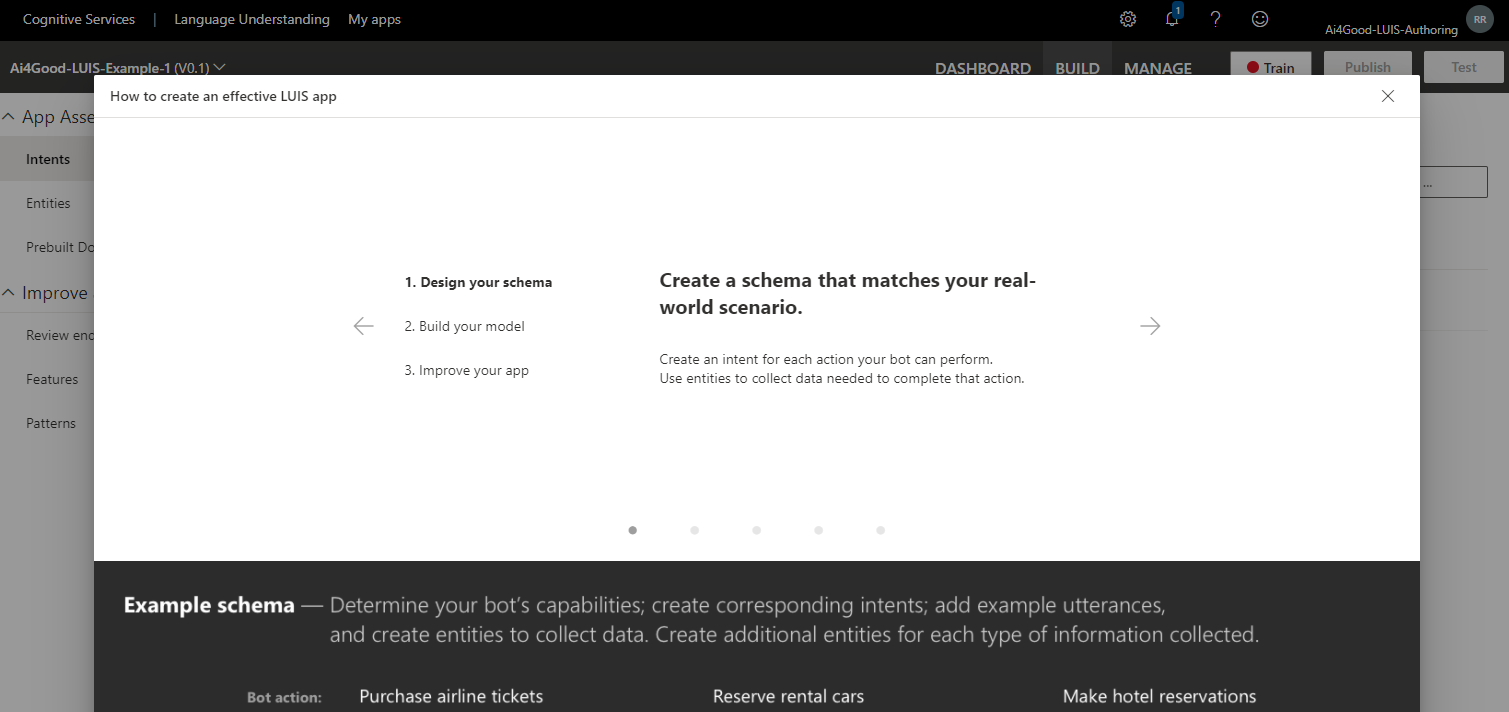 Cognitive Services | Language Understanding My apps
1
?
Ai4Good-LUIS-Authoring RR
Ai4Good-LUIS-Example-1 (V0.1)
DASHBOARD BUILD MANAGE Train Publish Test
How to create an effective LUIS app
App Asse
Intents
...
Entities
Prebuilt Do
Improve
Review end
Features
Patterns
1. Design your schema
2. Build your model
3. Improve your app
Create a schema that matches your real-
world scenario.
Create an intent for each action your bot can perform.
Use entities to collect data needed to complete that action.
Example schema — Determine your bot's capabilities; create corresponding intents; add example utterances,
and create entities to collect data. Create additional entities for each type of information collected.
Bot action: Purchase airline tickets Reserve rental cars Make hotel reservations